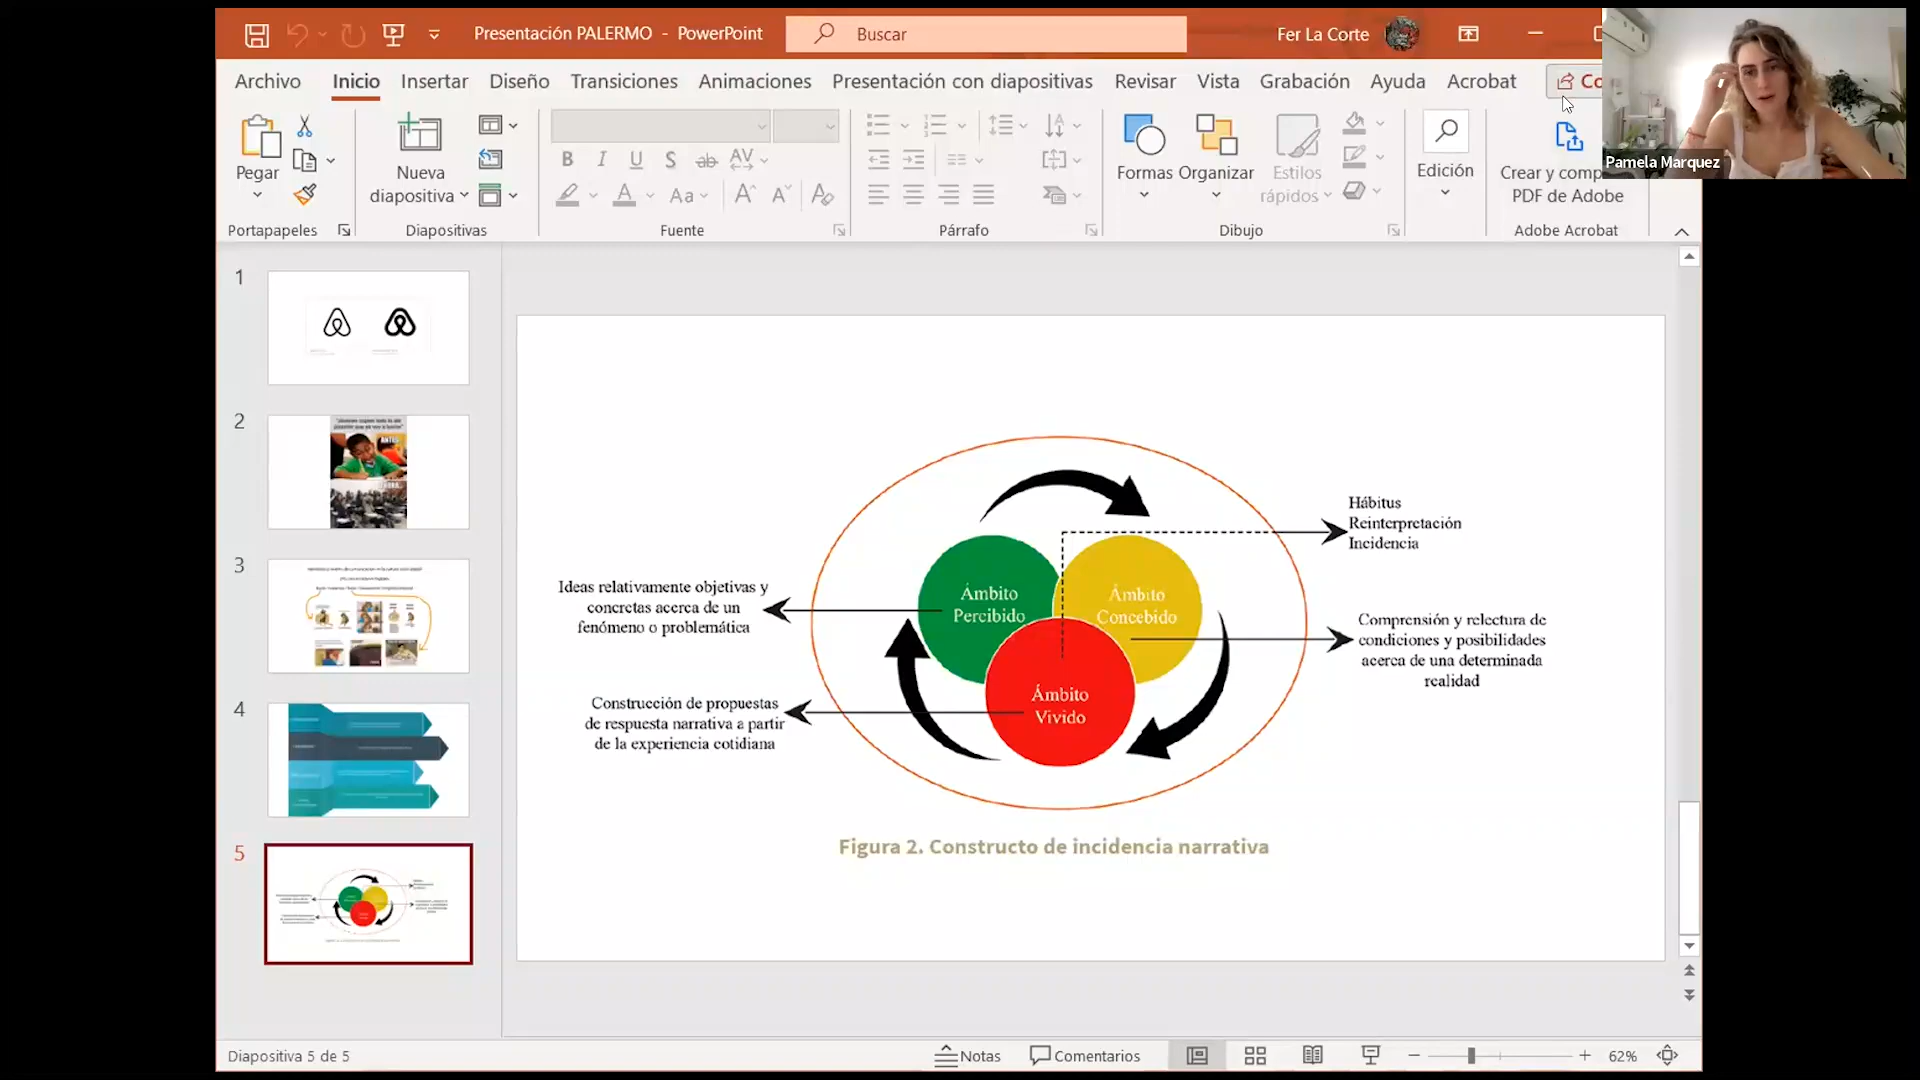 Presentación PALERMO - PowerPoint
Buscar
Fer La Corte
Archivo Inicio Insertar Diseño Transiciones Animaciones Presentación con diapositivas Revisar Vista Grabación Ayuda Acrobat Co
Pegar
Nueva
diapositiva
Formas Organizar Estilos
rápidos
Edición
Crear y comp
PDF de Adobe
Portapapeles Diapositivas Fuente Párrafo Dibujo Adobe Acrobat
Pamela Marquez
1
2
ANTES
3
4
5
Hábitus
Reinterpretación
Incidencia
Ideas relativamente objetivas y
concretas acerca de un
fenómeno o problemática
Ámbito
Percibido
Ámbito
Concebido
Comprensión y relectura de
condiciones y posibilidades
acerca de una determinada
realidad
Construcción de propuestas
de respuesta narrativa a partir
de la experiencia cotidiana
Ámbito
Vivido
Figura 2. Constructo de incidencia narrativa
Diapositiva 5 de 5
Notas
Comentarios
62%